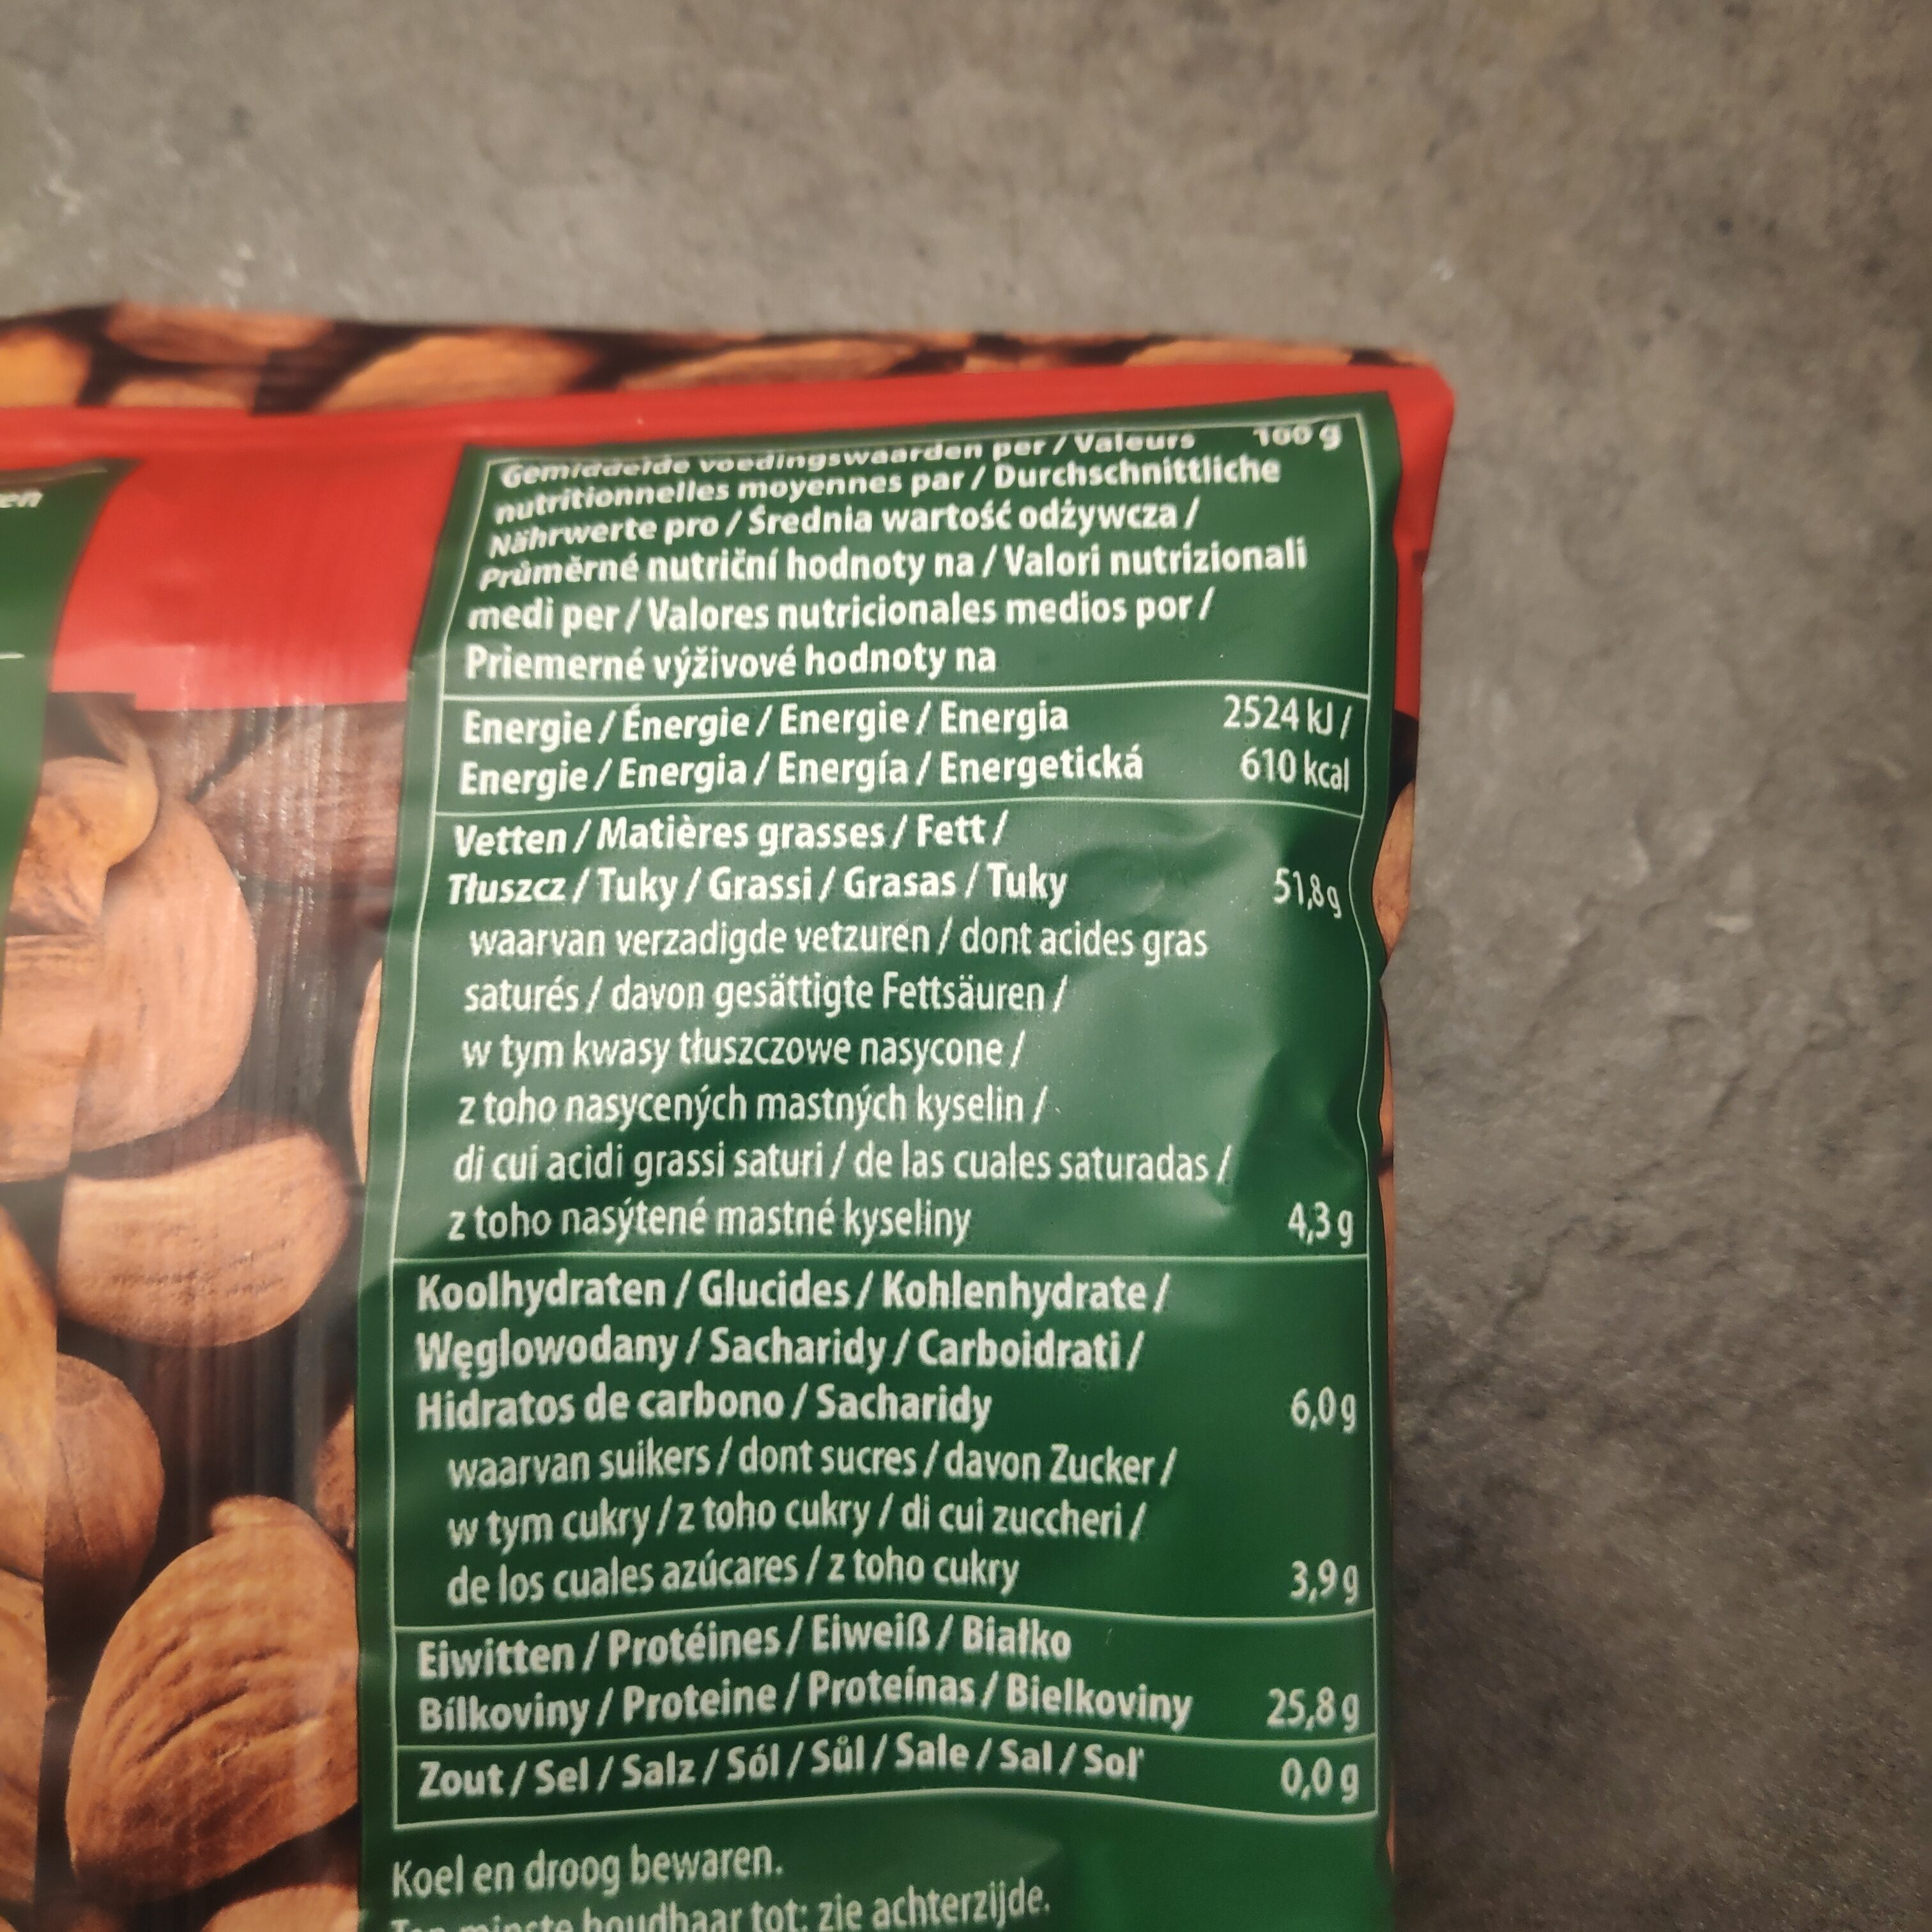 en
Gemiddelde voedingswaarden per / Valeurs 100 g
nutritionnelles moyennes par / Durchschnittliche
Nährwerte pro / Średnia wartość odżywcza /
Průměrné nutriční hodnoty na / Valori nutrizionali
medi per / Valores nutricionales medios por /
Priemerné výživové hodnoty na
Energie / Énergie / Energie / Energia 2524 kJ /
Energie / Energia / Energía / Energetická 610 kcal
Vetten / Matières grasses / Fett /
Tłuszcz / Tuky / Grassi / Grasas / Tuky 51,8 g
waarvan verzadigde vetzuren / dont acides gras
saturés / davon gesättigte Fettsäuren /
w tym kwasy tłuszczowe nasycone /
z toho nasycených mastných kyselin /
di cui acidi grassi saturi / de las cuales saturadas /
z toho nasýtené mastné kyseliny 4,3 g
Koolhydraten / Glucides / Kohlenhydrate /
Węglowodany / Sacharidy / Carboidrati /
Hidratos de carbono / Sacharidy 6,0 g
waarvan suikers / dont sucres / davon Zucker /
w tym cukry / z toho cukry / di cui zuccheri /
de los cuales azúcares / z toho cukry 3,9 g
Eiwitten / Protéines / Eiweiß / Białko
Bílkoviny / Proteine / Proteínas / Bielkoviny 25,8 g
Zout / Sel / Salz / Sól / Sůl / Sale / Sal / Soľ 0,0 g
Koel en droog bewaren.
Ten minste houdbaar tot: zie achterzijde.